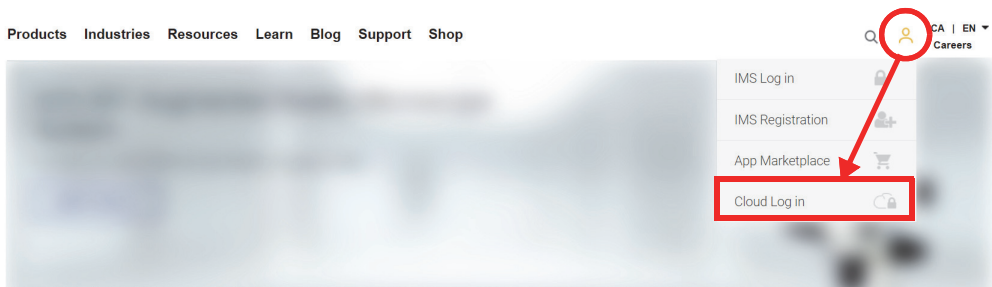 Products Industries Resources Learn Blog Support Shop CA | EN
Careers
IMS Log in
IMS Registration
App Marketplace
Cloud Log in